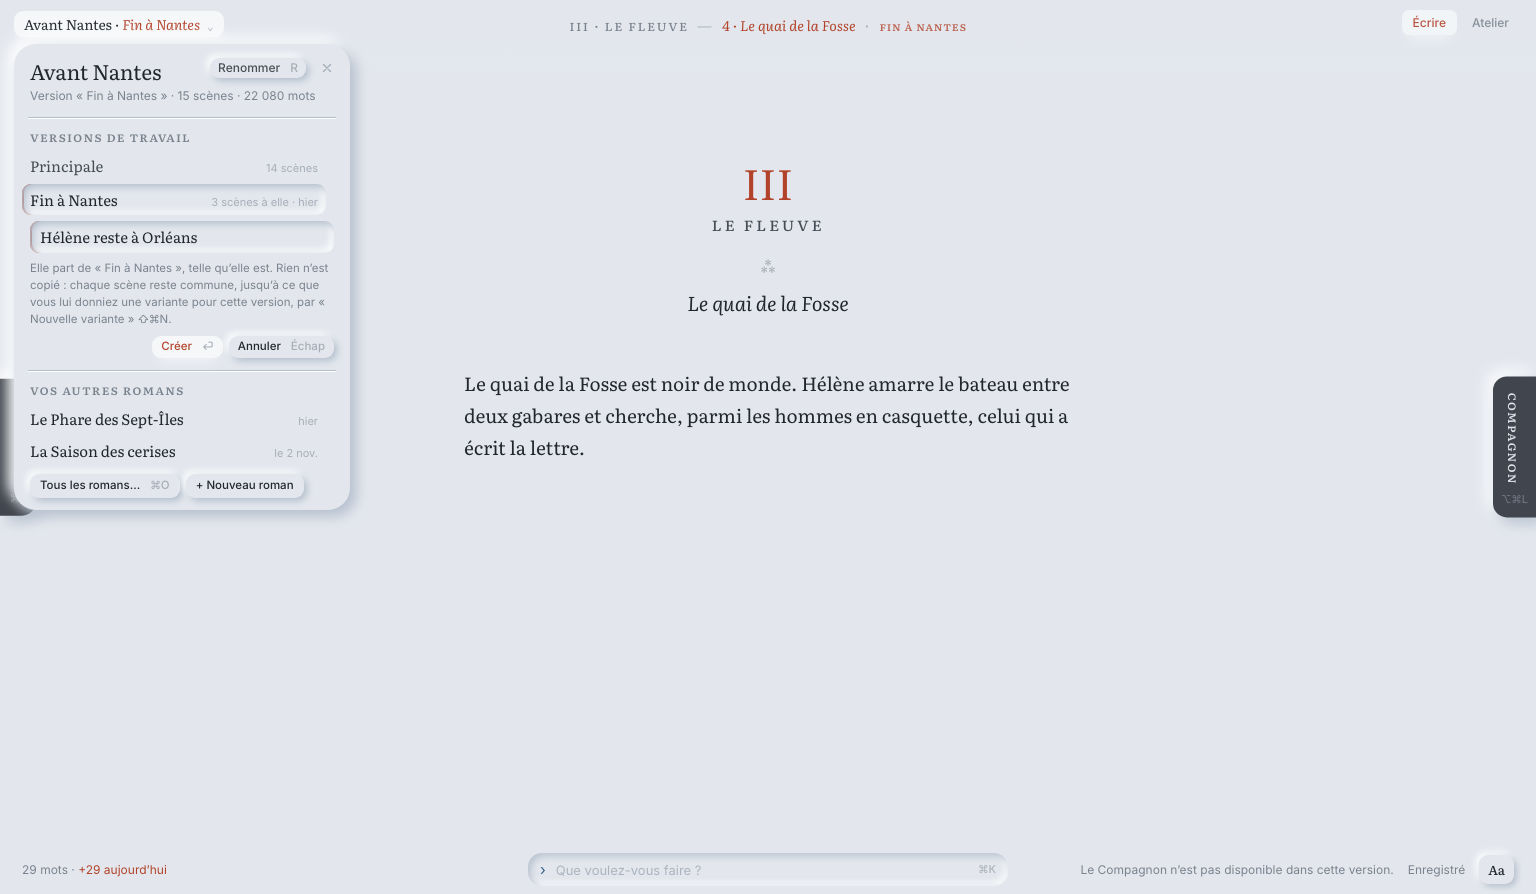 Avant Nantes · Fin à Nantes
III · LE FLEUVE — 4 · Le quai de la Fosse · FIN À NANTES
Écrire Atelier
Avant Nantes Renommer R ×
Version « Fin à Nantes » · 15 scènes · 22 080 mots
VERSIONS DE TRAVAIL
Principale 14 scènes
Fin à Nantes 3 scènes à elle · hier
Hélène reste à Orléans
Elle part de « Fin à Nantes », telle qu’elle est. Rien n’est
copié : chaque scène reste commune, jusqu’à ce que
vous lui donniez une variante pour cette version, par «
Nouvelle variante » ⇧⌘N.
Créer ⏎ Annuler Échap
VOS AUTRES ROMANS
Le Phare des Sept-Îles hier
La Saison des cerises le 2 nov.
Tous les romans… ⌘O + Nouveau roman
III
LE FLEUVE
⁂
Le quai de la Fosse
Le quai de la Fosse est noir de monde. Hélène amarre le bateau entre
deux gabares et cherche, parmi les hommes en casquette, celui qui a
écrit la lettre.
COMPAGNON
⌥⌘L
29 mots · +29 aujourd’hui
› Que voulez-vous faire ? ⌘K
Le Compagnon n’est pas disponible dans cette version. Enregistré Aa